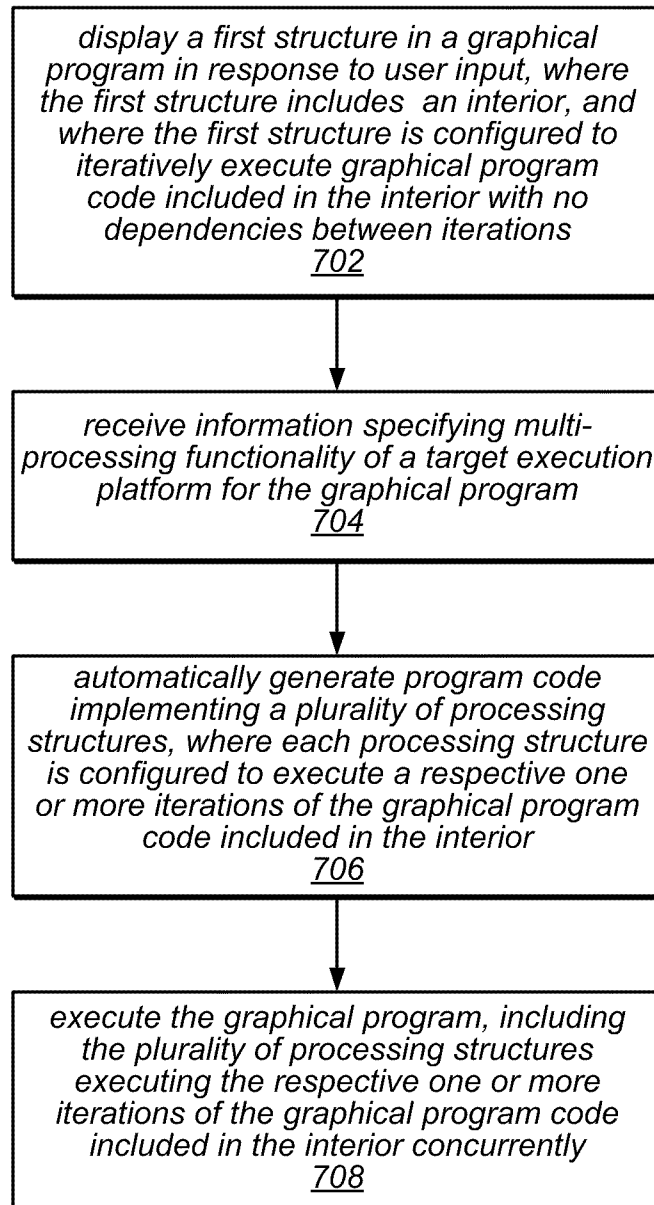 display a first structure in a graphical
program in response to user input, where
the first structure includes an interior, and
where the first structure is configured to
iteratively execute graphical program
code included in the interior with no
dependencies between iterations
702
receive information specifying multi-
processing functionality of a target execution
platform for the graphical program
704
automatically generate program code
implementing a plurality of processing
structures, where each processing structure
is configured to execute a respective one
or more iterations of the graphical program
code included in the interior
706
execute the graphical program, including
the plurality of processing structures
executing the respective one or more
iterations of the graphical program code
included in the interior concurrently
708